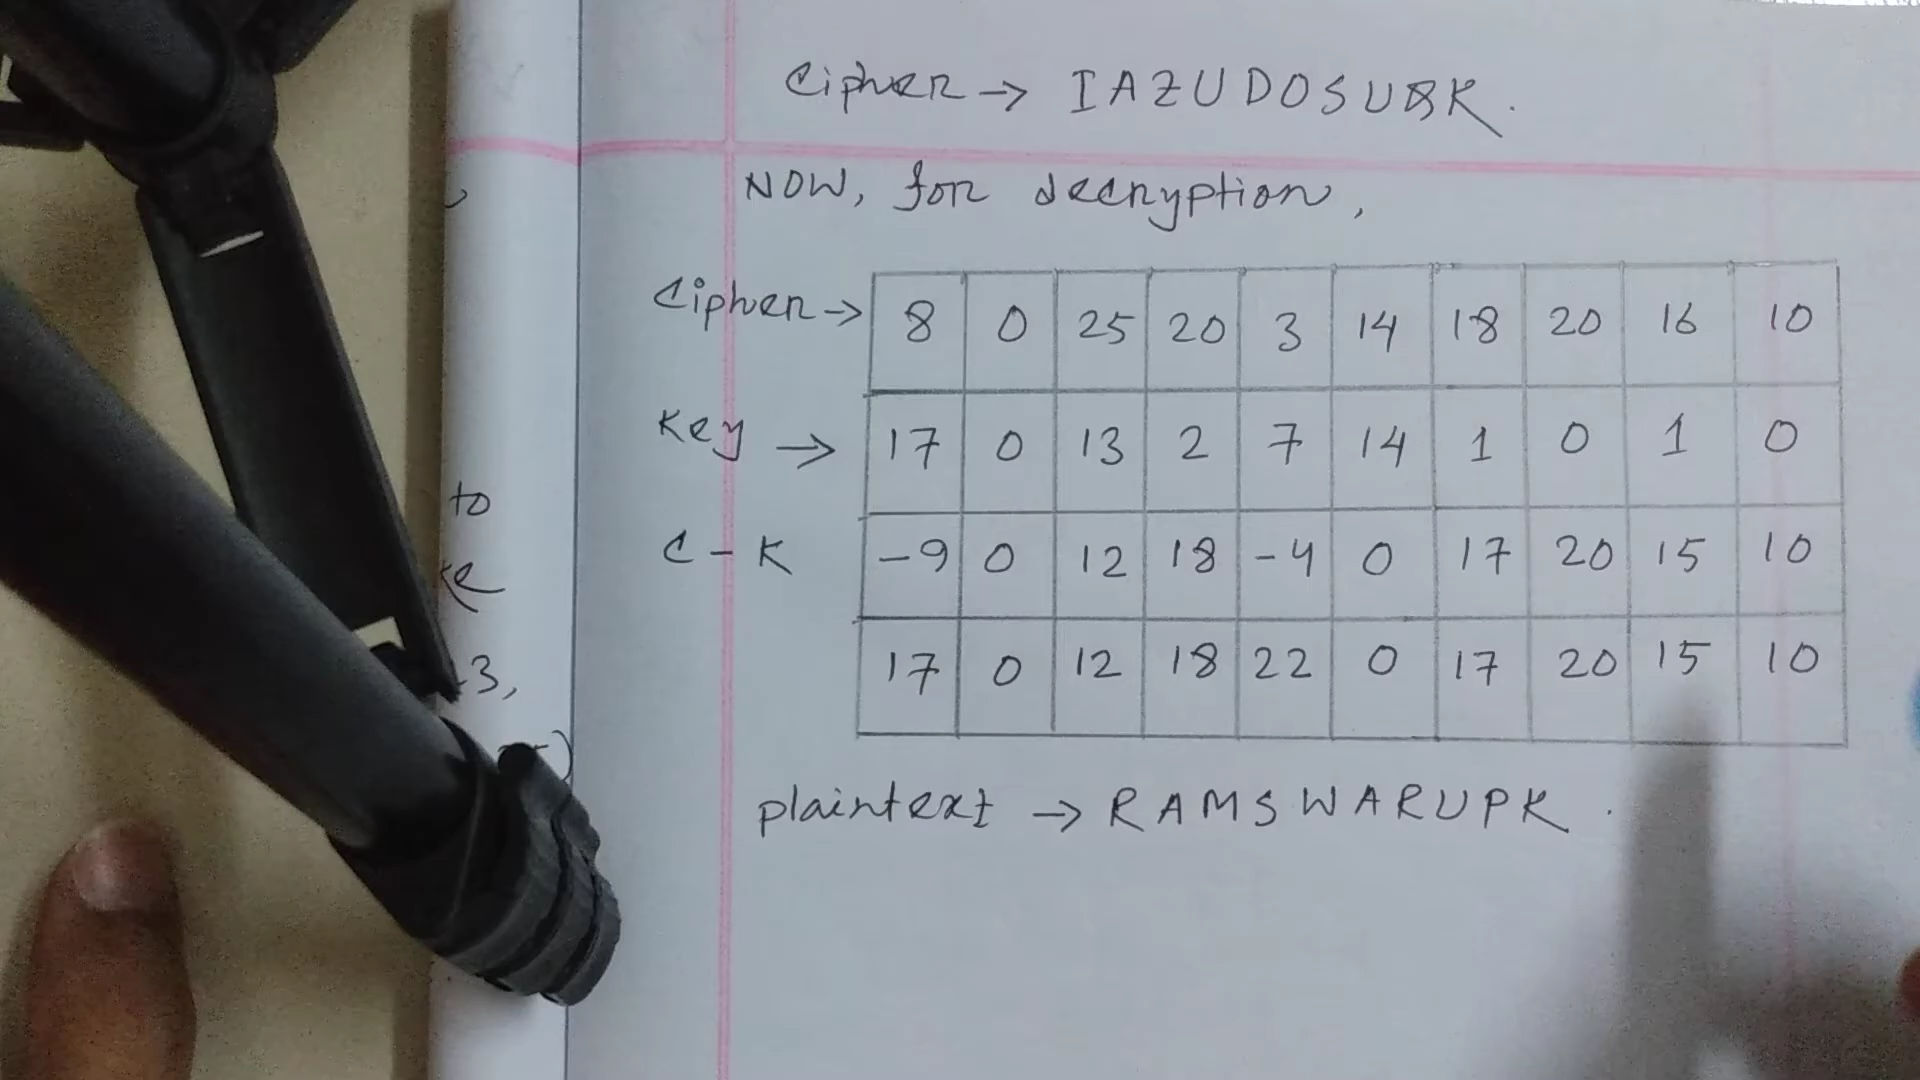 Cipher → IAZUDOSUQK.
NOW, for decryption,
Cipher → 8 0 25 20 3 14 18 20 16 10
Key → 17 0 13 2 7 14 1 0 1 0
C - K -9 0 12 18 -4 0 17 20 15 10
17 0 12 18 22 0 17 20 15 10
plaintext → RAMSWARUPK.
to
3,